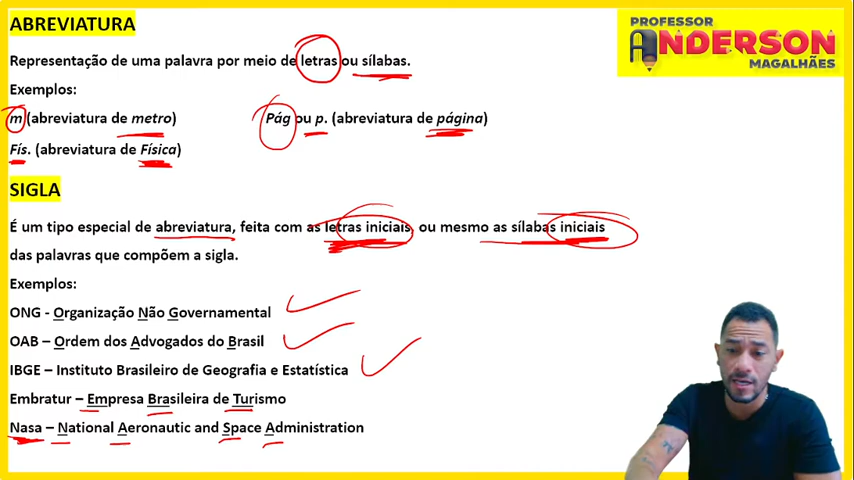 ABREVIATURA
PROFESSOR
ANDERSON
MAGALHÃES
Representação de uma palavra por meio de letras ou sílabas.
Exemplos:
m (abreviatura de metro) Pág ou p. (abreviatura de página)
Fís. (abreviatura de Física)
SIGLA
É um tipo especial de abreviatura, feita com as letras iniciais, ou mesmo as sílabas iniciais
das palavras que compõem a sigla.
Exemplos:
ONG - Organização Não Governamental
OAB – Ordem dos Advogados do Brasil
IBGE – Instituto Brasileiro de Geografia e Estatística
Embratur – Empresa Brasileira de Turismo
Nasa – National Aeronautic and Space Administration